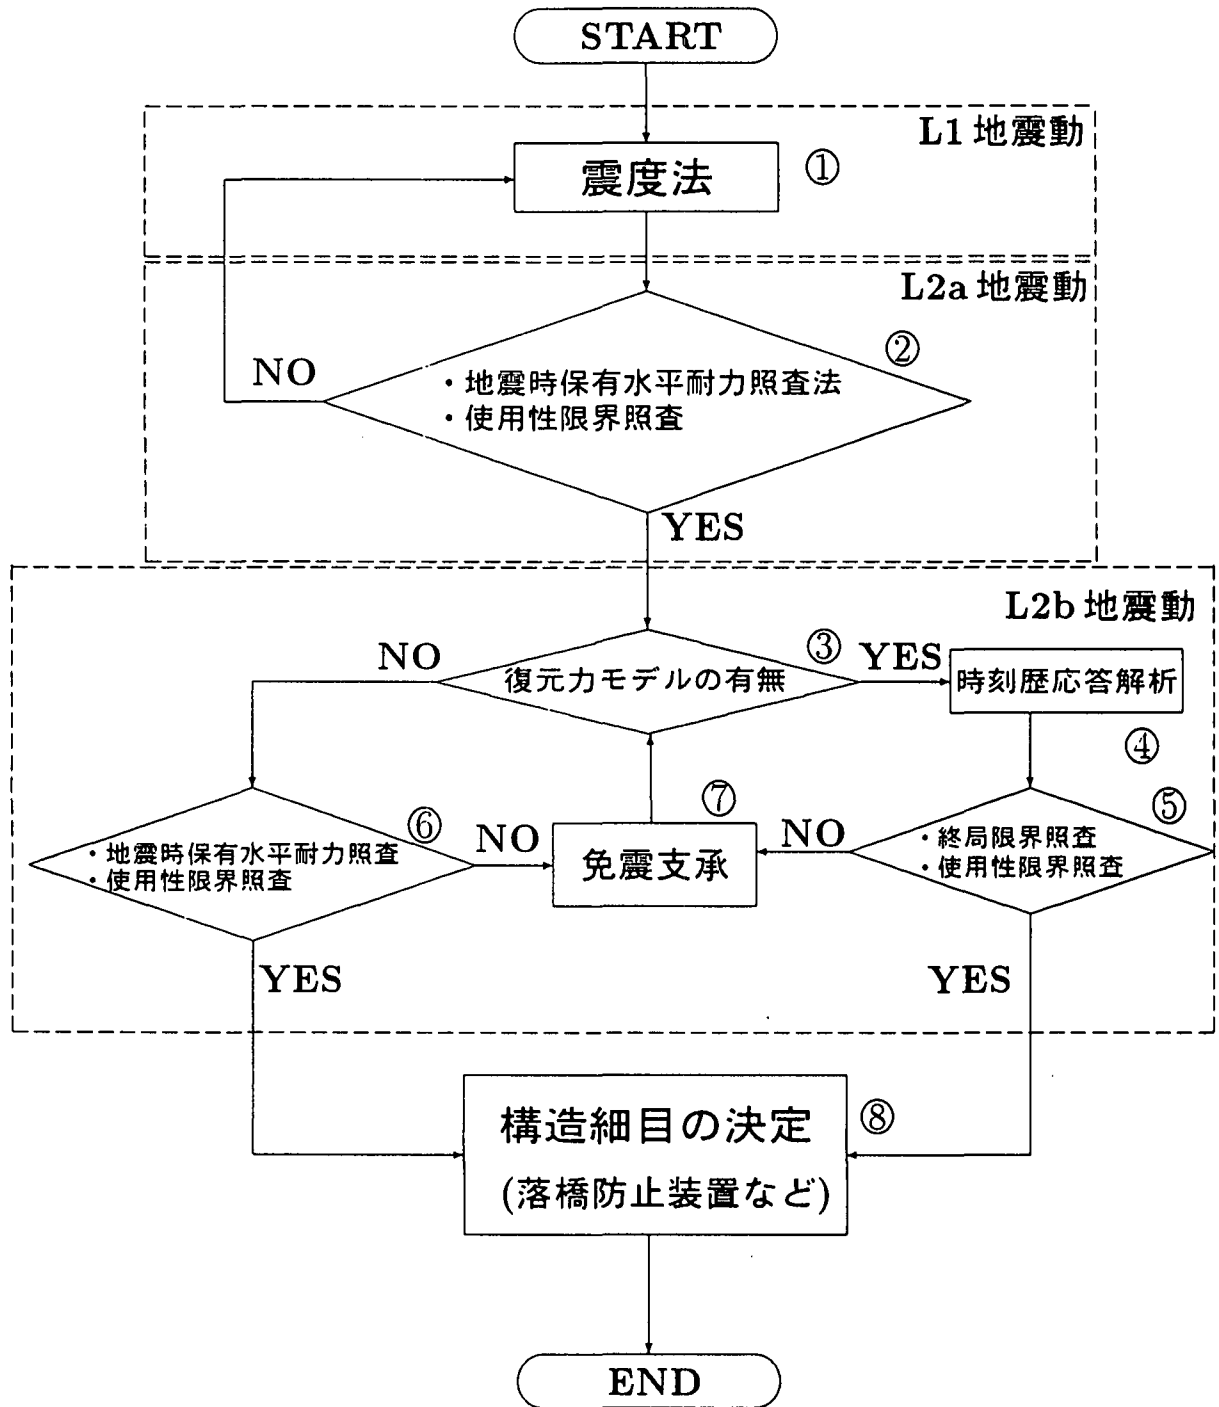 START
L1 地震動
震度法
①
L2a 地震動
②
NO
・地震時保有水平耐力照査法
・使用性限界照査
YES
L2b 地震動
③
NO
YES
復元力モデルの有無
時刻歴応答解析
④
⑦
⑤
⑥
NO
NO
・地震時保有水平耐力照査
・使用性限界照査
免震支承
・終局限界照査
・使用性限界照査
YES
YES
構造細目の決定
⑧
(落橋防止装置など)
END